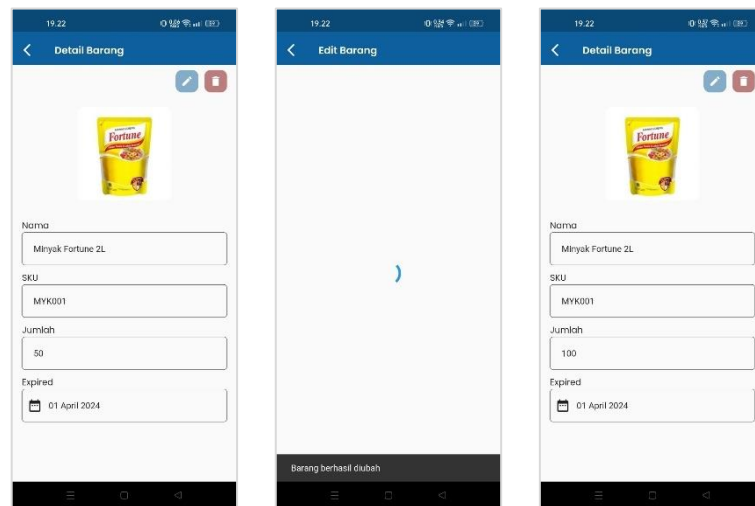 19.22
Detail Barang
Fortune
Nama
MInyak Fortune 2L
SKU
MYK001
Jumlah
50
Expired
01 April 2024
19.22
Edit Barang
Barang berhasil diubah
19.22
Detail Barang
Fortune
Nama
MInyak Fortune 2L
SKU
MYK001
Jumlah
100
Expired
01 April 2024